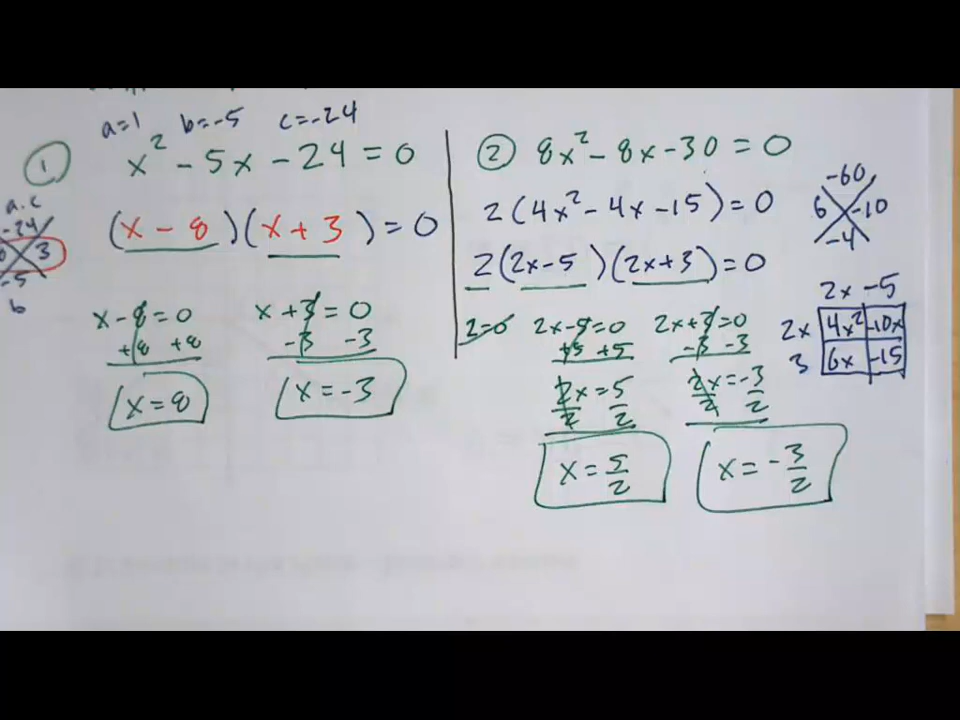 a=1 b=-5 c=-24
① x² - 5x - 24 = 0
a.c
-24
3
-5
b
(x - 8)(x + 3) = 0
x - 8 = 0
+8 +8
x = 8
x + 3 = 0
-3 -3
x = -3
② 8x² - 8x - 30 = 0
2(4x² - 4x - 15) = 0
2(2x - 5)(2x + 3) = 0
2=0
2x - 5 = 0
+5 +5
2x = 5
2 2
x = 5/2
2x + 3 = 0
-3 -3
2x = -3
2 2
x = -3/2
-60
6 -10
-4
2x -5
2x 4x² -10x
3 6x -15